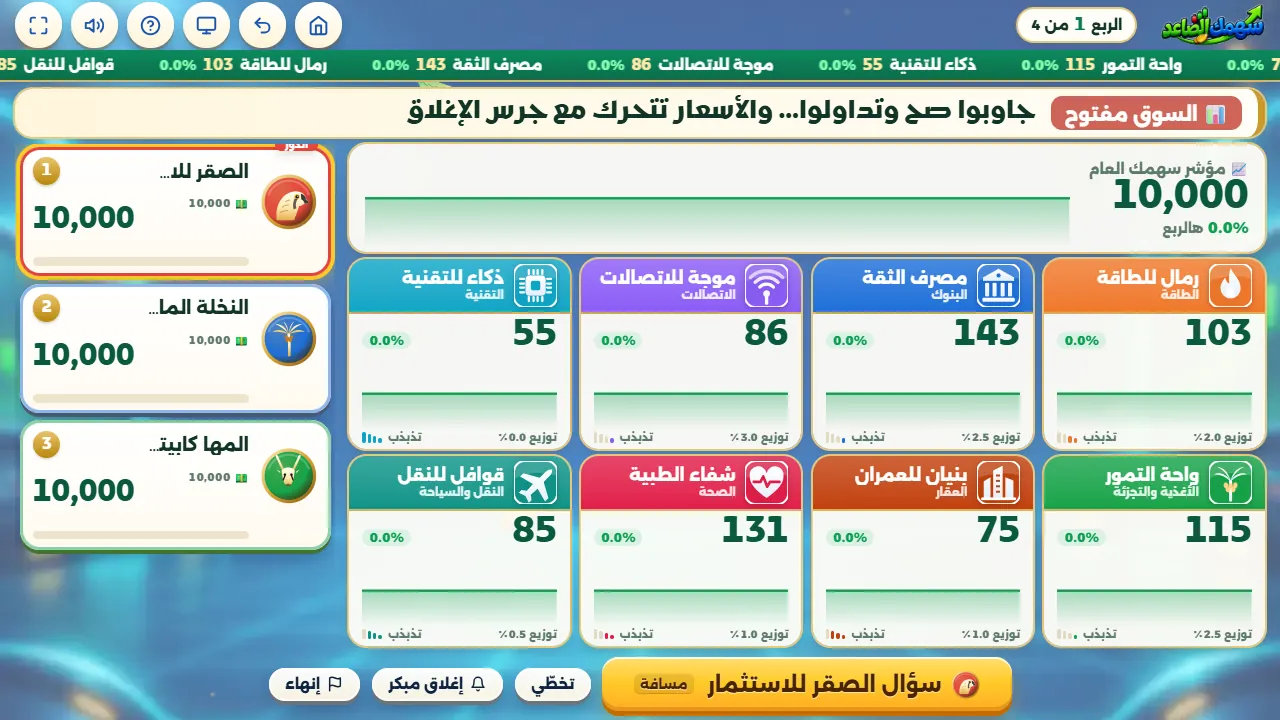 سهمك الصاعد
الربع 1 من 4
واحة التمور 115 0.0%
ذكاء للتقنية 55 0.0%
موجة للاتصالات 86 0.0%
مصرف الثقة 143 0.0%
رمال للطاقة 103 0.0%
قوافل للنقل 85
السوق مفتوح
جاوبوا صح وتداولوا... والأسعار تتحرك مع جرس الإغلاق
مؤشر سهمك العام
10,000
0.0% هالربع
رمال للطاقة
الطاقة
103
0.0%
توزيع 2.0٪
تذبذب
مصرف الثقة
البنوك
143
0.0%
توزيع 2.5٪
تذبذب
موجة للاتصالات
الاتصالات
86
0.0%
توزيع 3.0٪
تذبذب
ذكاء للتقنية
التقنية
55
0.0%
توزيع 0.0٪
تذبذب
واحة التمور
الأغذية والتجزئة
115
0.0%
توزيع 2.5٪
تذبذب
بنيان للعمران
العقار
75
0.0%
توزيع 1.0٪
تذبذب
شفاء الطبية
الصحة
131
0.0%
توزيع 1.0٪
تذبذب
قوافل للنقل
النقل والسياحة
85
0.0%
توزيع 0.5٪
تذبذب
الدور
الصقر للا...
1
10,000
10,000
النخلة الما...
2
10,000
10,000
المها كابيتـ...
3
10,000
10,000
سؤال الصقر للاستثمار
مسافة
تخطّي
إغلاق مبكر
إنهاء